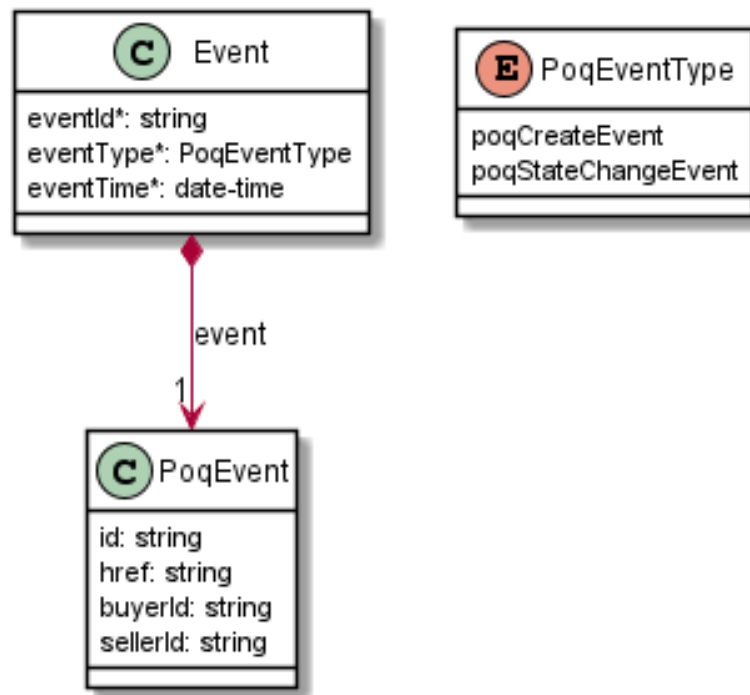 C Event
eventId*: string
eventType*: PoqEventType
eventTime*: date-time
E PoqEventType
poqCreateEvent
poqStateChangeEvent
event
1
C PoqEvent
id: string
href: string
buyerId: string
sellerId: string